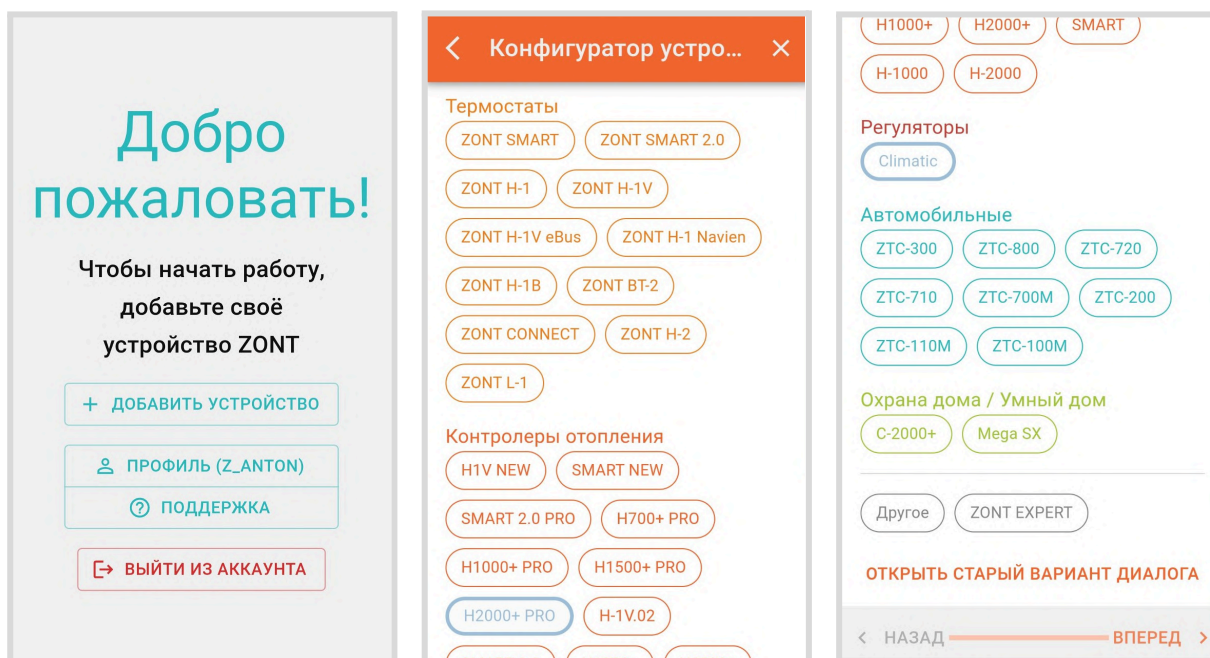 Добро
пожаловать!
Чтобы начать работу,
добавьте своё
устройство ZONT
+ ДОБАВИТЬ УСТРОЙСТВО
ПРОФИЛЬ (Z_ANTON)
ПОДДЕРЖКА
ВЫЙТИ ИЗ АККАУНТА
Конфигуратор устро...
Термостаты
ZONT SMART ZONT SMART 2.0
ZONT H-1 ZONT H-1V
ZONT H-1V eBus ZONT H-1 Navien
ZONT H-1B ZONT BT-2
ZONT CONNECT ZONT H-2
ZONT L-1
Контролеры отопления
H1V NEW SMART NEW
SMART 2.0 PRO H700+ PRO
H1000+ PRO H1500+ PRO
H2000+ PRO H-1V.02
H1000+ H2000+ SMART
H-1000 H-2000
Регуляторы
Climatic
Автомобильные
ZTC-300 ZTC-800 ZTC-720
ZTC-710 ZTC-700M ZTC-200
ZTC-110M ZTC-100M
Охрана дома / Умный дом
C-2000+ Mega SX
Другое ZONT EXPERT
ОТКРЫТЬ СТАРЫЙ ВАРИАНТ ДИАЛОГА
НАЗАД ВПЕРЕД